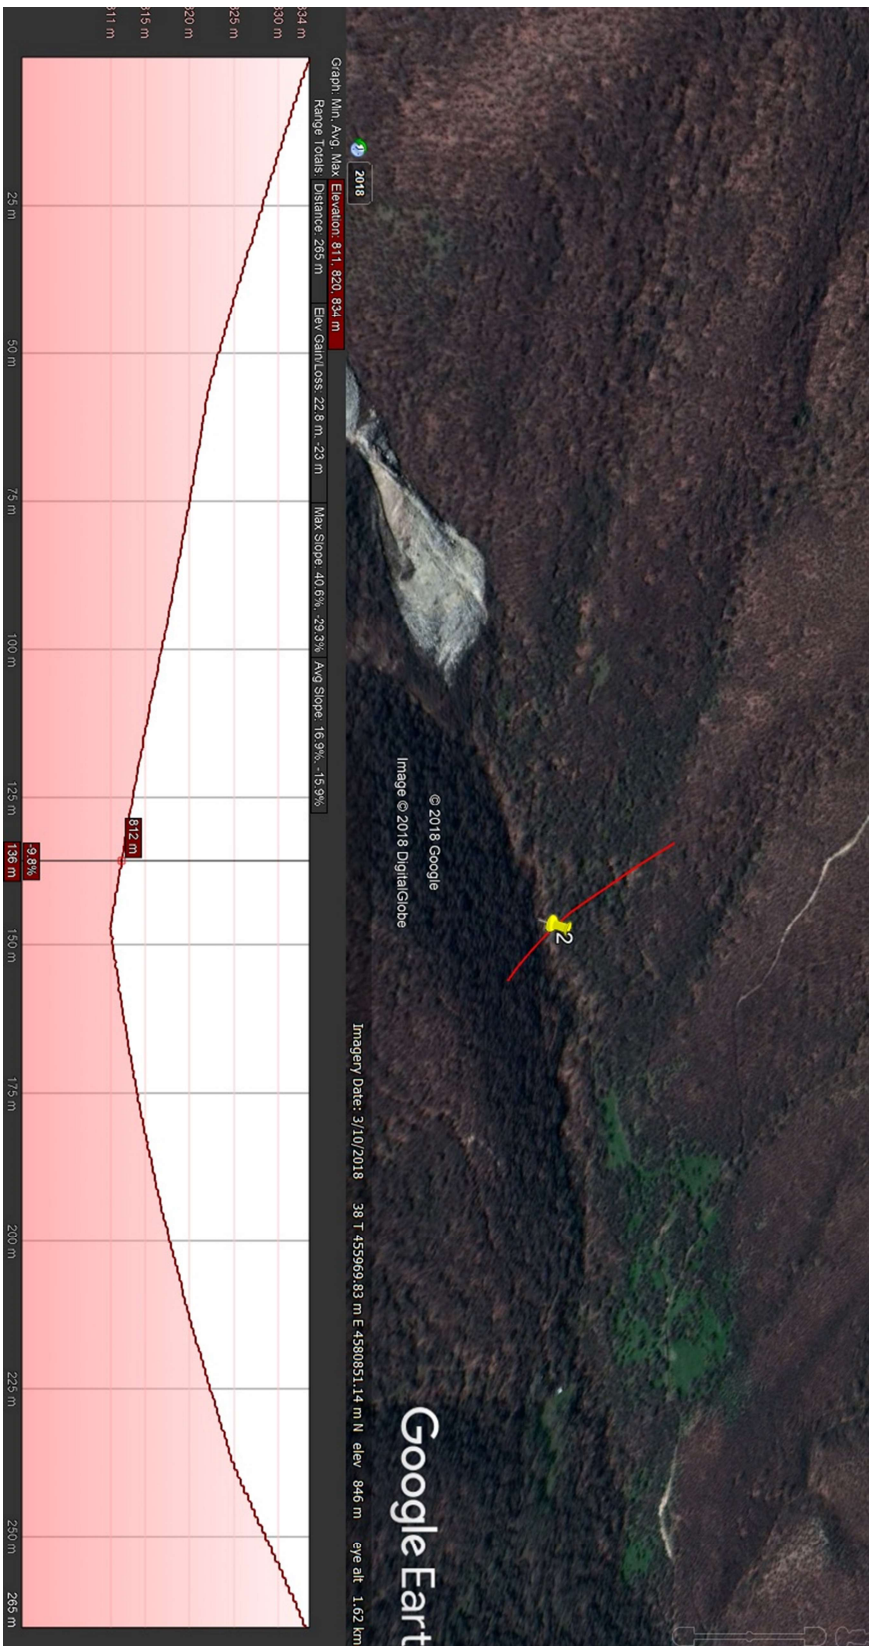 2
© 2018 Google
Image © 2018 DigitalGlobe
Google Eart
2018
Imagery Date: 3/10/2018 38 T 455969.83 m E 4580851.14 m N elev 846 m eye alt 1.62 km
Graph: Min, Avg, Max Elevation: 811, 820, 834 m
Range Totals: Distance: 265 m Elev Gain/Loss: 22.8 m, -23 m Max Slope: 40.6%, -29.3% Avg Slope: 16.9%, -15.9%
834 m
830 m
825 m
820 m
815 m
811 m
812 m
-9.8%
25 m 50 m 75 m 100 m 125 m 136 m 150 m 175 m 200 m 225 m 250 m 265 m